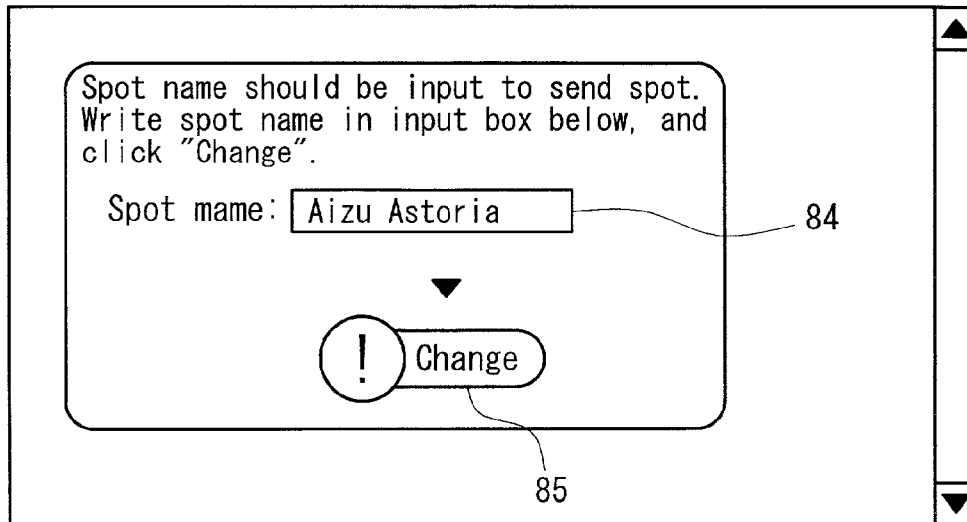 Spot name should be input to send spot.
Write spot name in input box below, and
click "Change".
Spot mame: Aizu Astoria
84
! Change
85